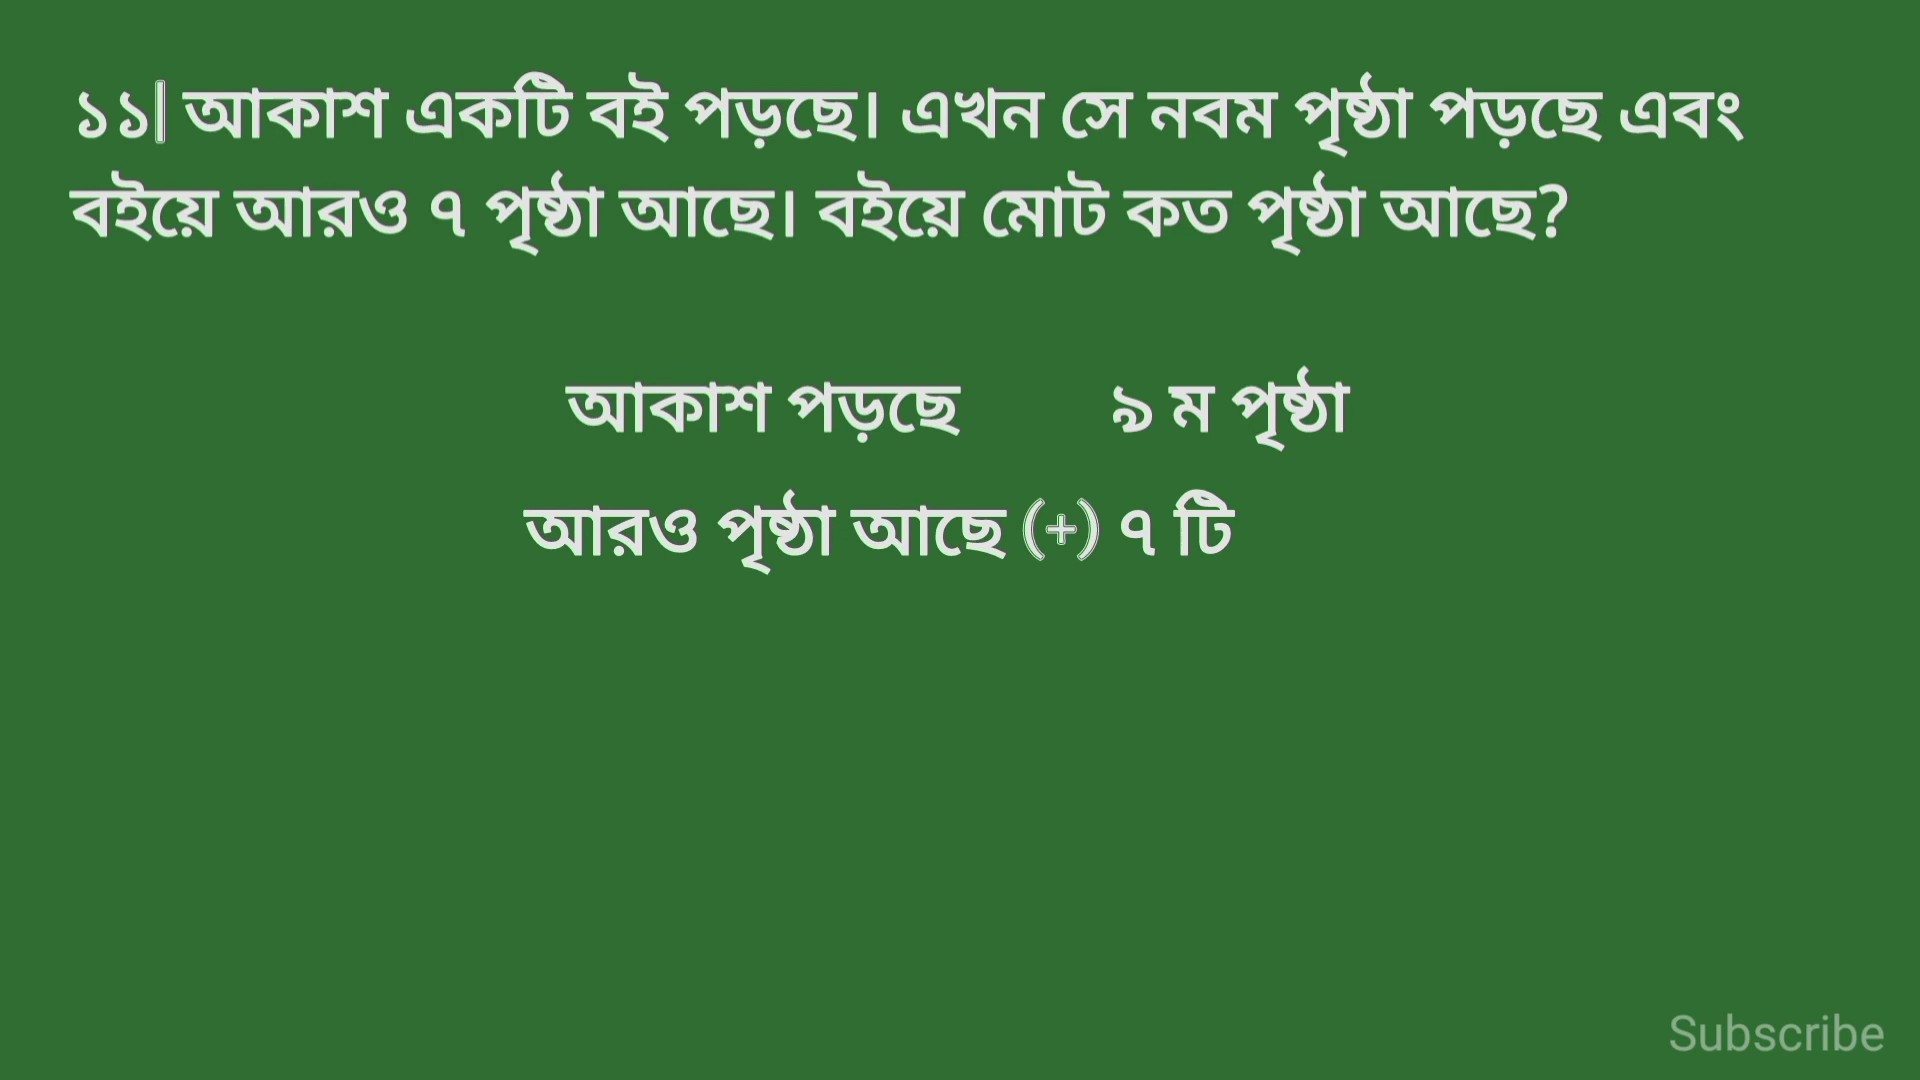 ১১| আকাশ একটি বই পড়ছে। এখন সে নবম পৃষ্ঠা পড়ছে এবং
বইয়ে আরও ৭ পৃষ্ঠা আছে। বইয়ে মোট কত পৃষ্ঠা আছে?
আকাশ পড়ছে ৯ ম পৃষ্ঠা
আরও পৃষ্ঠা আছে (+) ৭ টি
Subscribe